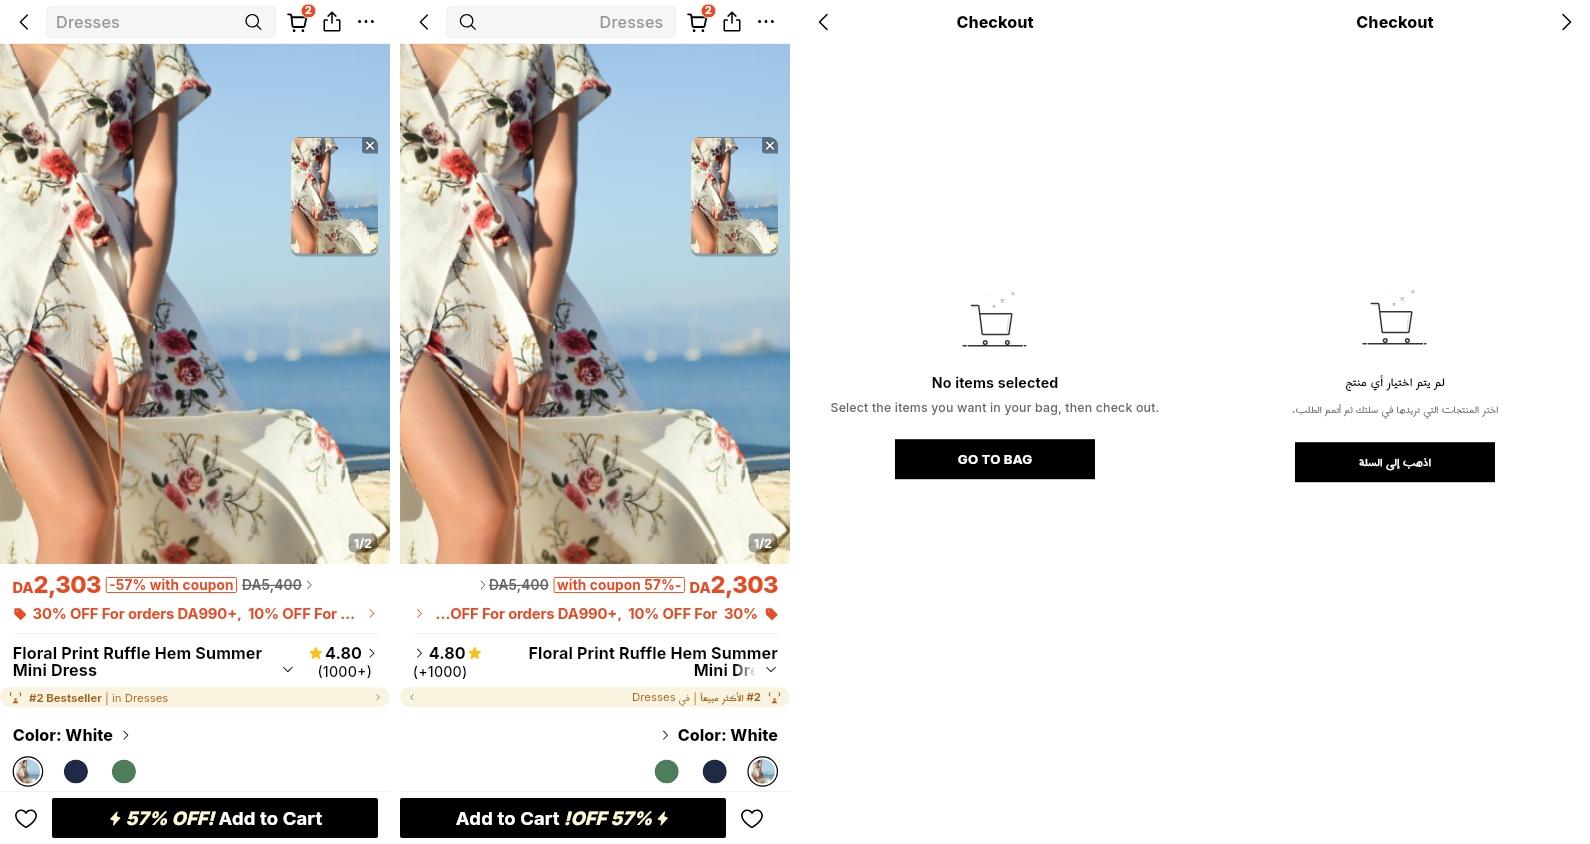 Dresses
2
1/2
DA2,303 -57% with coupon DA5,400
30% OFF For orders DA990+, 10% OFF For ...
Floral Print Ruffle Hem Summer
Mini Dress
4.80
(1000+)
#2 Bestseller | in Dresses
Color: White
57% OFF! Add to Cart
Dresses
2
1/2
DA5,400 with coupon 57%- DA2,303
...OFF For orders DA990+, 10% OFF For 30%
4.80
(+1000)
Floral Print Ruffle Hem Summer
Mini Dre
#2 الأكثر مبيعاً | في Dresses
Color: White
Add to Cart !OFF 57%
Checkout
No items selected
Select the items you want in your bag, then check out.
GO TO BAG
Checkout
لم يتم اختيار أي منتج
اختر المنتجات التي تريدها في سلتك ثم أتمم الطلب.
اذهب إلى السلة